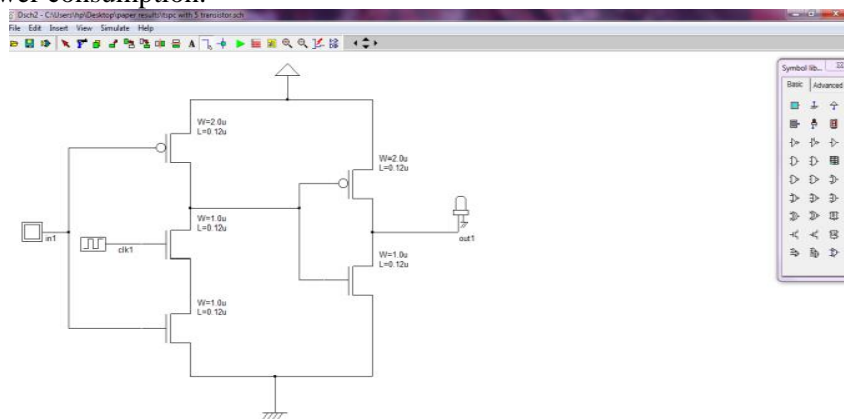 wer consumption.
Dsch2 - C:\Users\hp\Desktop\paper results\tspc with 5 transistor.sch
File Edit Insert View Simulate Help
Symbol lib...
Basic Advanced
W=2.0u
L=0.12u
W=2.0u
L=0.12u
W=1.0u
L=0.12u
in1
clk1
out1
W=1.0u
L=0.12u
W=1.0u
L=0.12u